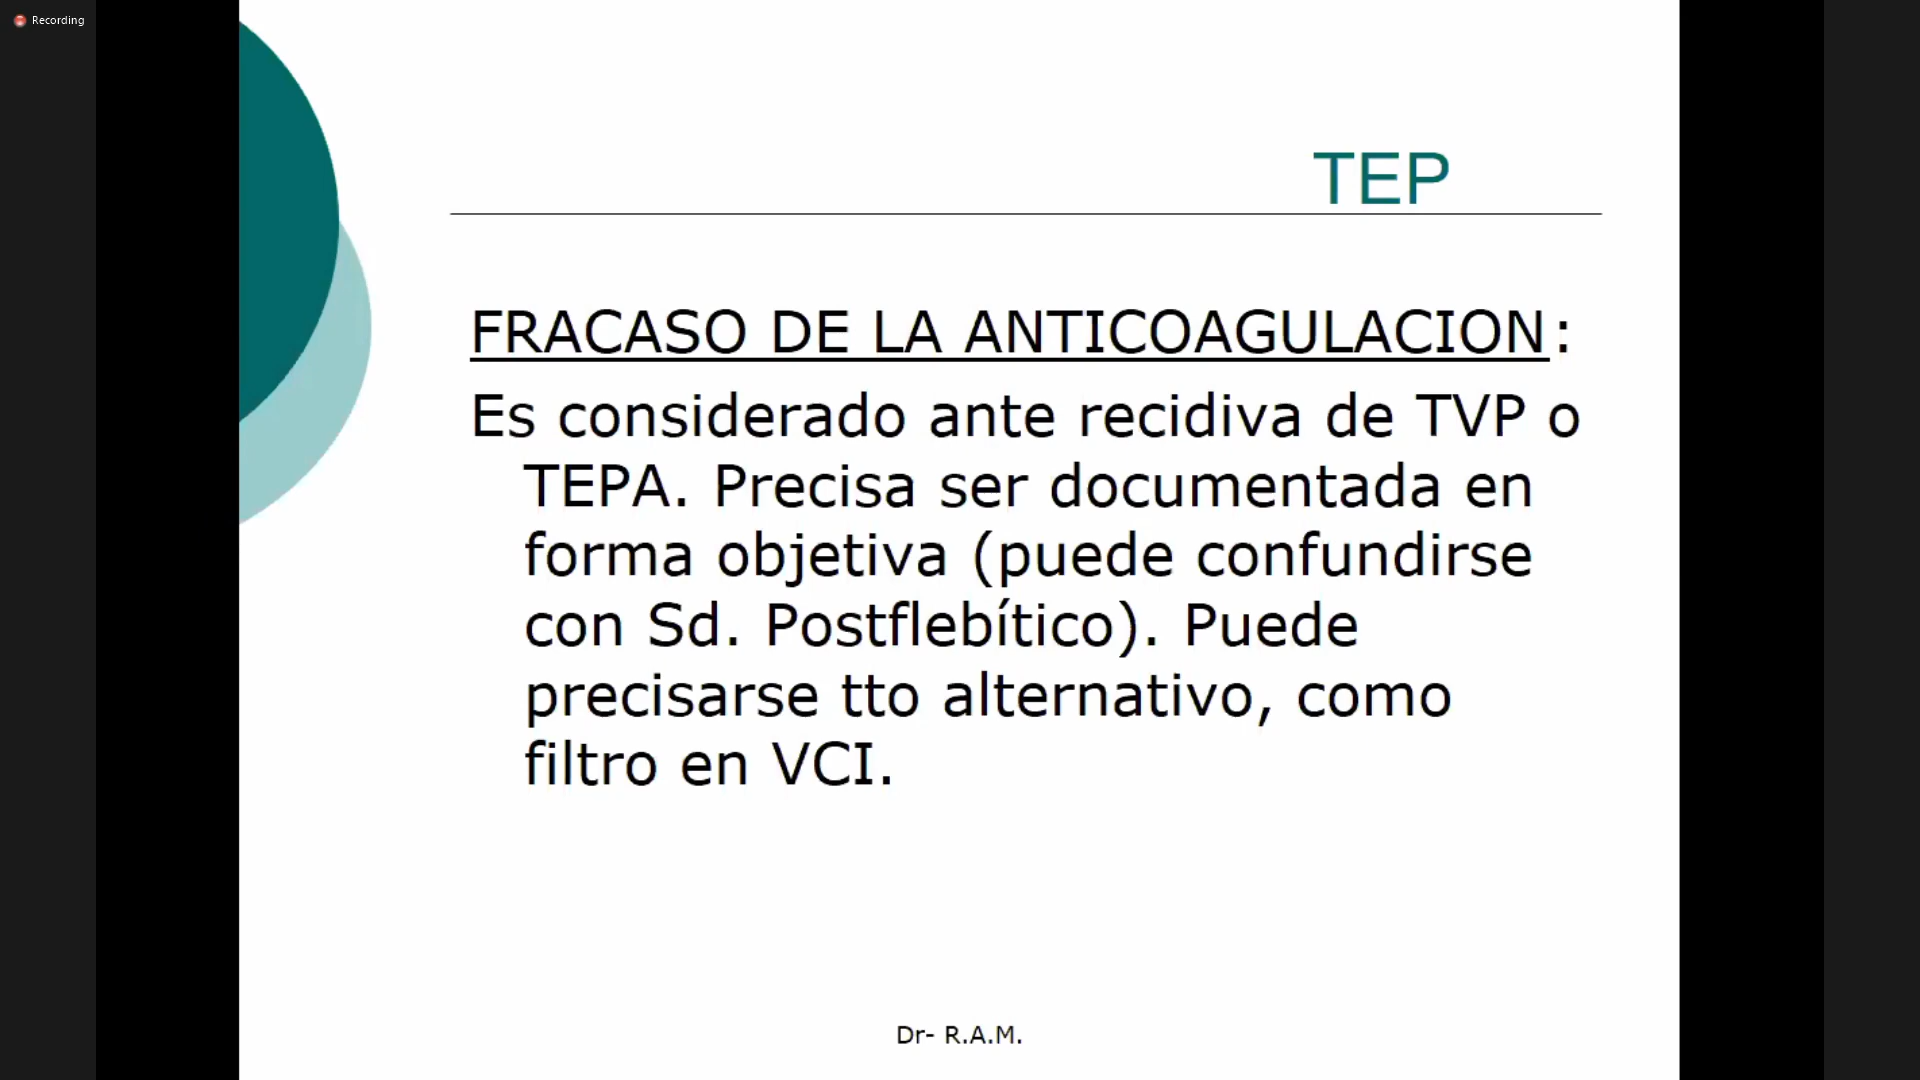 Recording
TEP
FRACASO DE LA ANTICOAGULACION:
Es considerado ante recidiva de TVP o
TEPA. Precisa ser documentada en
forma objetiva (puede confundirse
con Sd. Postflebítico). Puede
precisarse tto alternativo, como
filtro en VCI.
Dr- R.A.M.